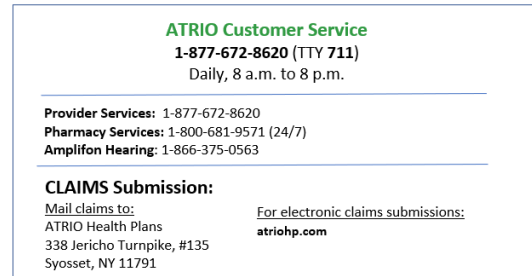 ATRIO Customer Service
1-877-672-8620 (TTY 711)
Daily, 8 a.m. to 8 p.m.
Provider Services: 1-877-672-8620
Pharmacy Services: 1-800-681-9571 (24/7)
Amplifon Hearing: 1-866-375-0563
CLAIMS Submission:
Mail claims to:
ATRIO Health Plans
338 Jericho Turnpike, #135
Syosset, NY 11791
For electronic claims submissions:
atriohp.com